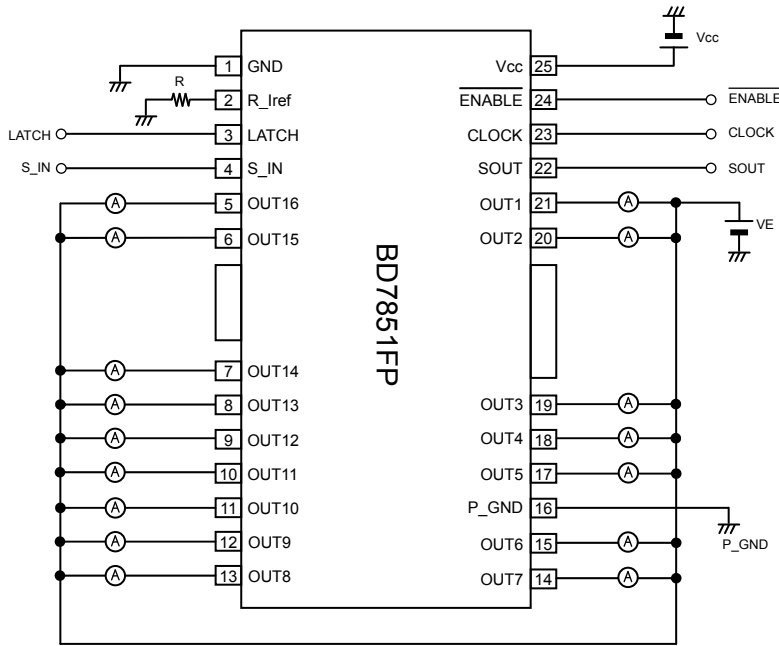 Vcc
1 GND Vcc 25
R
2 R_Iref ENABLE 24 ENABLE
LATCH 3 LATCH CLOCK 23 CLOCK
S_IN 4 S_IN SOUT 22 SOUT
A 5 OUT16 OUT1 21 A
VE
A 6 OUT15 OUT2 20 A
BD7851FP
A 7 OUT14
A 8 OUT13 OUT3 19 A
A 9 OUT12 OUT4 18 A
A 10 OUT11 OUT5 17 A
A 11 OUT10 P_GND 16
P_GND
A 12 OUT9 OUT6 15 A
A 13 OUT8 OUT7 14 A